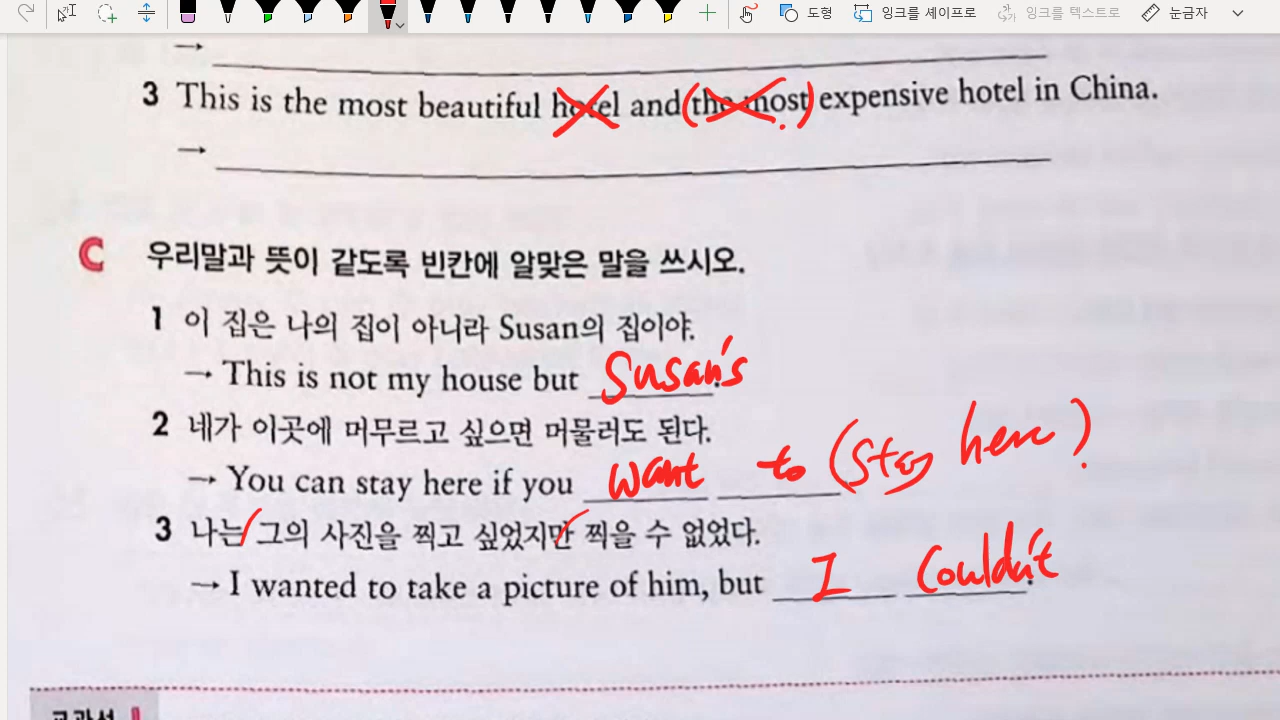 도형 잉크를 셰이프로 잉크를 텍스트로 눈금자
→
3 This is the most beautiful hotel and (the most) expensive hotel in China.
→
C 우리말과 뜻이 같도록 빈칸에 알맞은 말을 쓰시오.
1 이 집은 나의 집이 아니라 Susan의 집이야.
→ This is not my house but Susan's.
2 네가 이곳에 머무르고 싶으면 머물러도 된다.
→ You can stay here if you want to (stay here).
3 나는 그의 사진을 찍고 싶었지만 찍을 수 없었다.
→ I wanted to take a picture of him, but I couldn't.
교과서